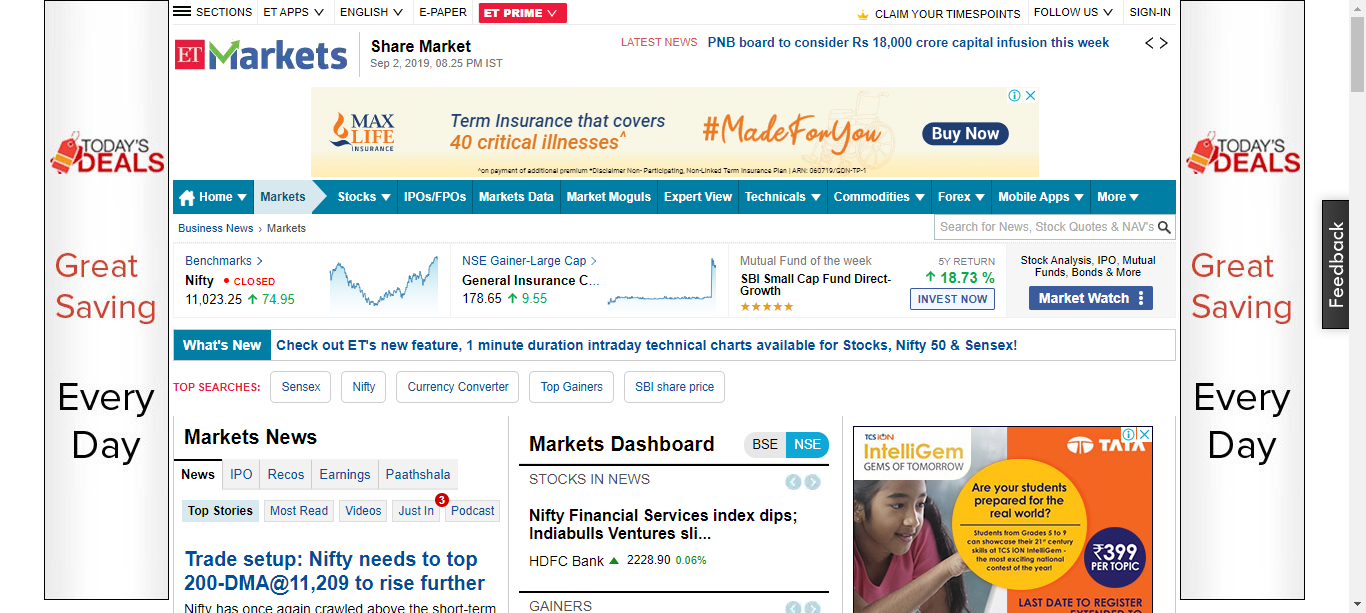 SECTIONS
ET APPS
ENGLISH
E-PAPER
ET PRIME
CLAIM YOUR TIMESPOINTS
FOLLOW US
SIGN-IN
ET Markets
Share Market
Sep 2, 2019, 08.25 PM IST
LATEST NEWS PNB board to consider Rs 18,000 crore capital infusion this week
TODAY'S
DEALS
Great
Saving
Every
Day
MAX
LIFE
INSURANCE
Term Insurance that covers
40 critical illnesses^
#MadeForYou
Buy Now
^on payment of additional premium *Disclaimer Non- Participating, Non-Linked Term Insurance Plan | ARN: 060719/GDN-TP-1
Home
Markets
Stocks
IPOs/FPOs
Markets Data
Market Moguls
Expert View
Technicals
Commodities
Forex
Mobile Apps
More
Business News › Markets
Search for News, Stock Quotes & NAV's
Benchmarks
Nifty CLOSED
11,023.25 74.95
NSE Gainer-Large Cap
General Insurance C...
178.65 9.55
Mutual Fund of the week
SBI Small Cap Fund Direct-
Growth
5Y RETURN
18.73 %
INVEST NOW
Stock Analysis, IPO, Mutual
Funds, Bonds & More
Market Watch
What's New
Check out ET's new feature, 1 minute duration intraday technical charts available for Stocks, Nifty 50 & Sensex!
TOP SEARCHES:
Sensex
Nifty
Currency Converter
Top Gainers
SBI share price
Markets News
News
IPO
Recos
Earnings
Paathshala
Top Stories
Most Read
Videos
Just In
3
Podcast
Trade setup: Nifty needs to top
200-DMA@11,209 to rise further
Nifty has once again crawled above the short-term
Markets Dashboard
BSE
NSE
STOCKS IN NEWS
Nifty Financial Services index dips;
Indiabulls Ventures sli...
HDFC Bank 2228.90 0.06%
GAINERS
TCS iON
IntelliGem
GEMS OF TOMORROW
TATA
Are your students
prepared for the
real world?
Students from Grades 5 to 9
can showcase their 21st century
skills at TCS iON IntelliGem -
the most exciting national
contest of the year!
₹399
PER TOPIC
LAST DATE TO REGISTER
EXTENDED TO
TODAY'S
DEALS
Great
Saving
Every
Day
Feedback